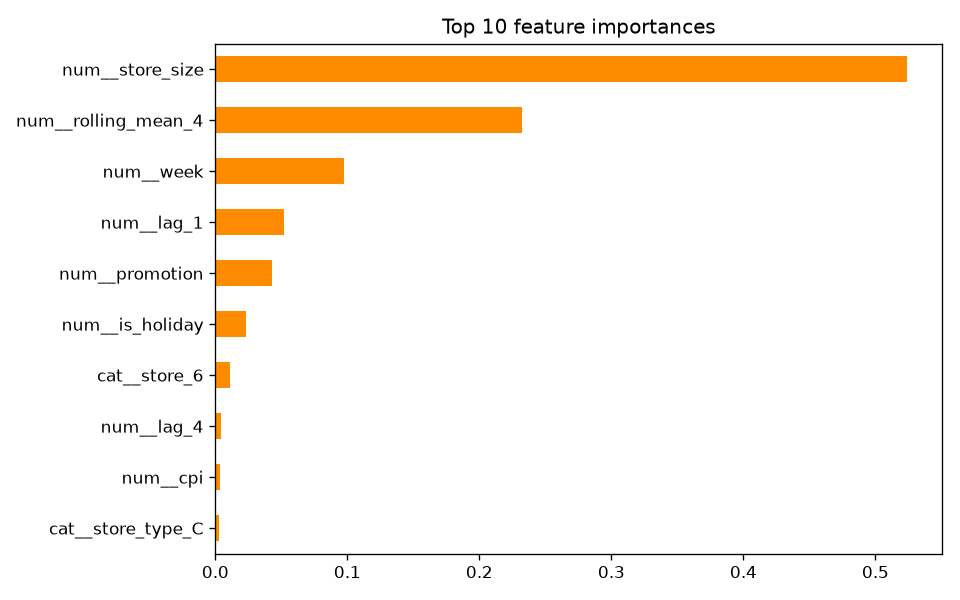 Top 10 feature importances
num__store_size
num__rolling_mean_4
num__week
num__lag_1
num__promotion
num__is_holiday
cat__store_6
num__lag_4
num__cpi
cat__store_type_C
0.0 0.1 0.2 0.3 0.4 0.5